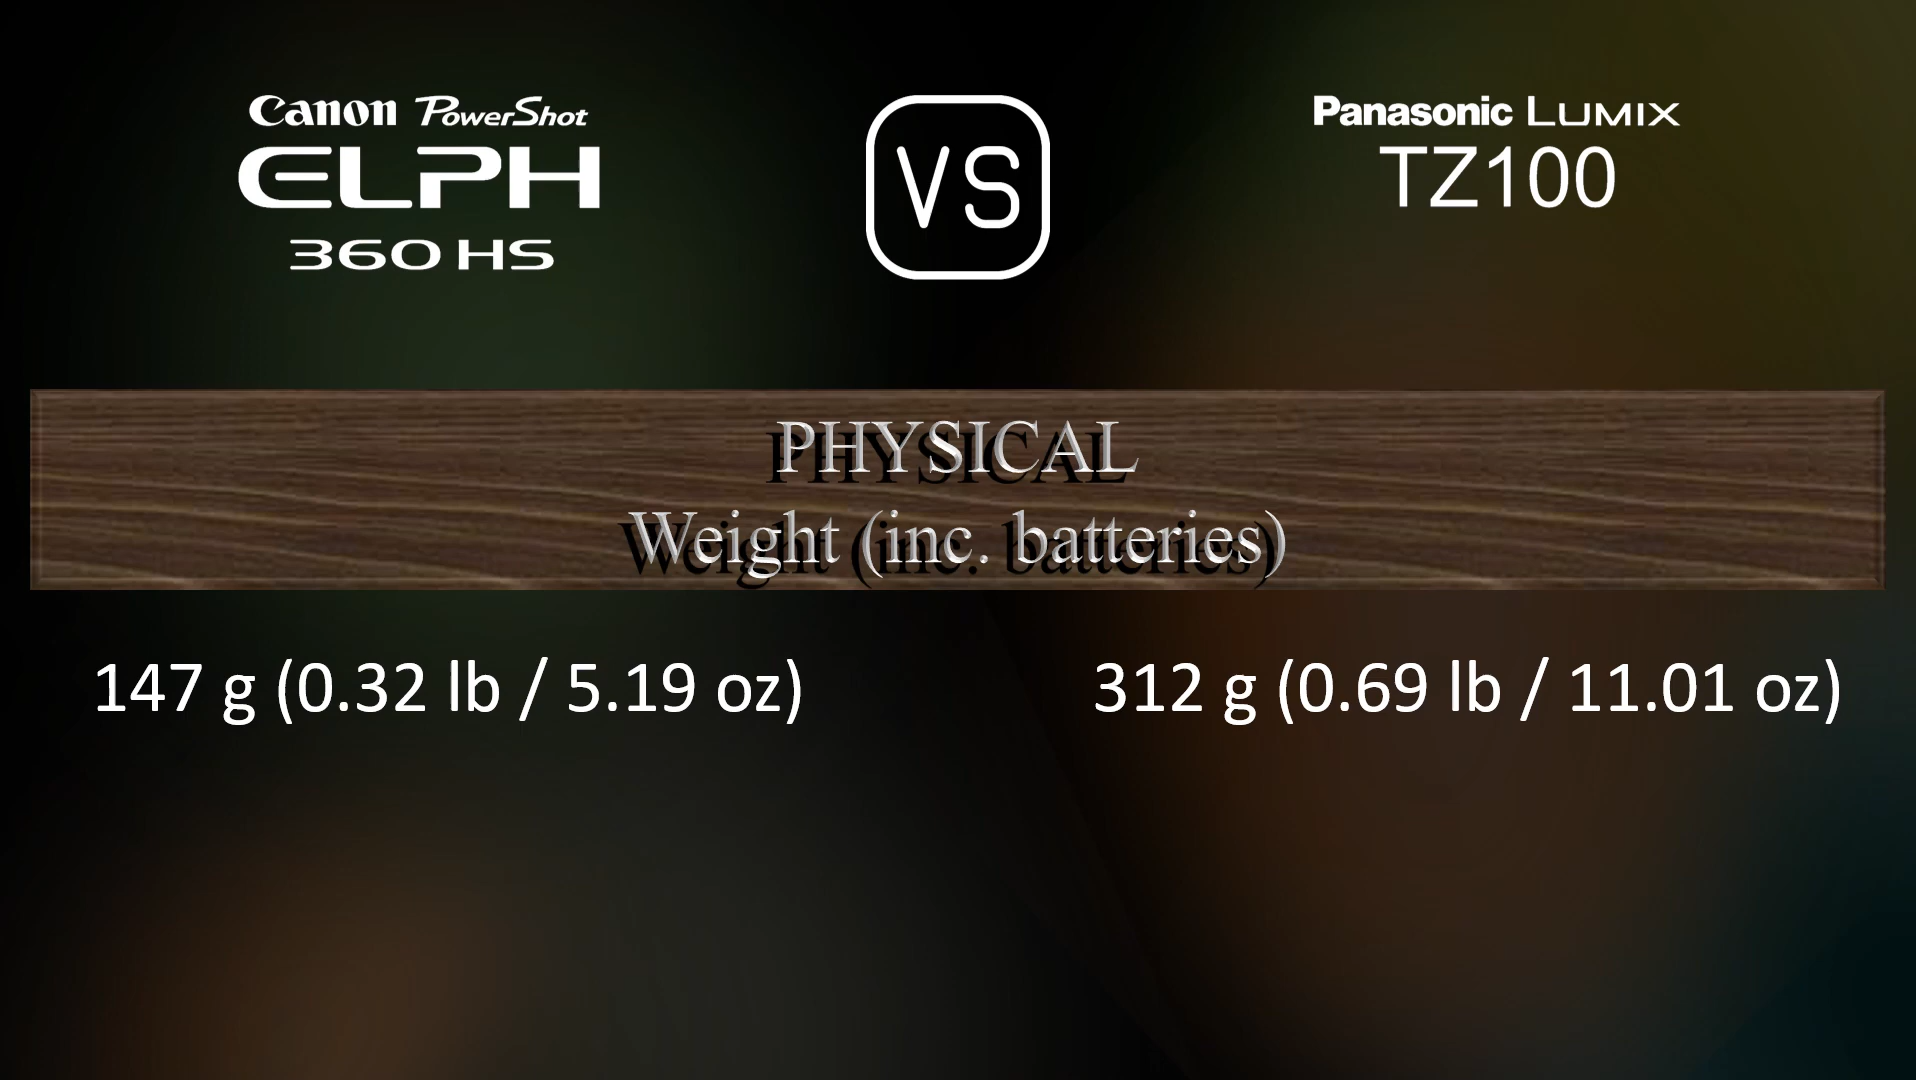 Canon PowerShot
ELPH
360 HS
VS
Panasonic LUMIX
TZ100
PHYSICAL
Weight (inc. batteries)
147 g (0.32 lb / 5.19 oz)
312 g (0.69 lb / 11.01 oz)